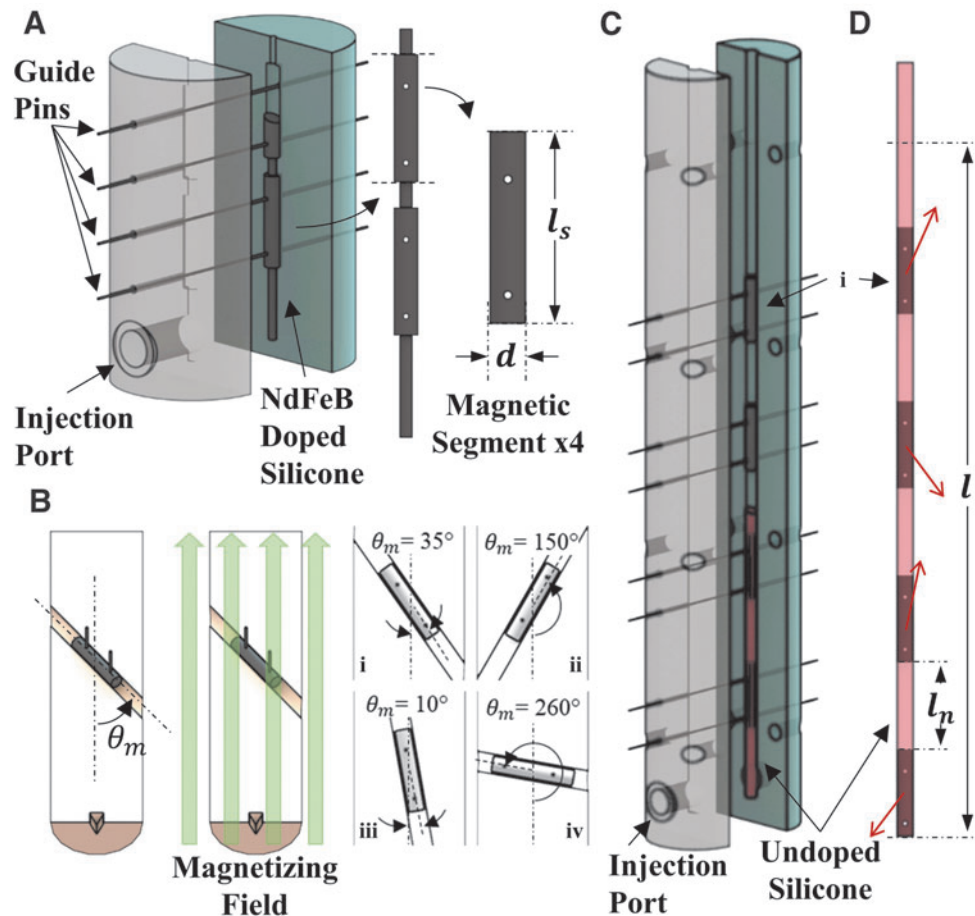 A
Guide
Pins
Injection
Port
NdFeB
Doped
Silicone
l_s
d
Magnetic
Segment x4
B
θ_m
Magnetizing
Field
θ_m = 35°
i
θ_m = 150°
ii
θ_m = 10°
iii
θ_m = 260°
iv
C
i
Injection
Port
Undoped
Silicone
D
l
l_n